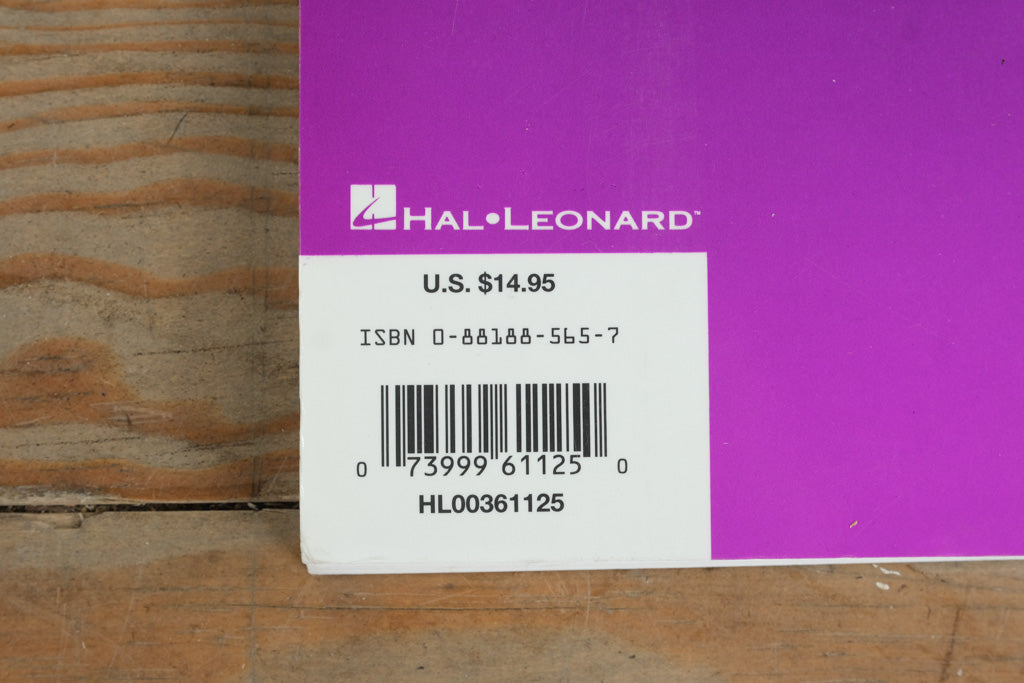 HAL•LEONARD™
U.S. $14.95
ISBN 0-88188-565-7
0 73999 61125 0
HL00361125